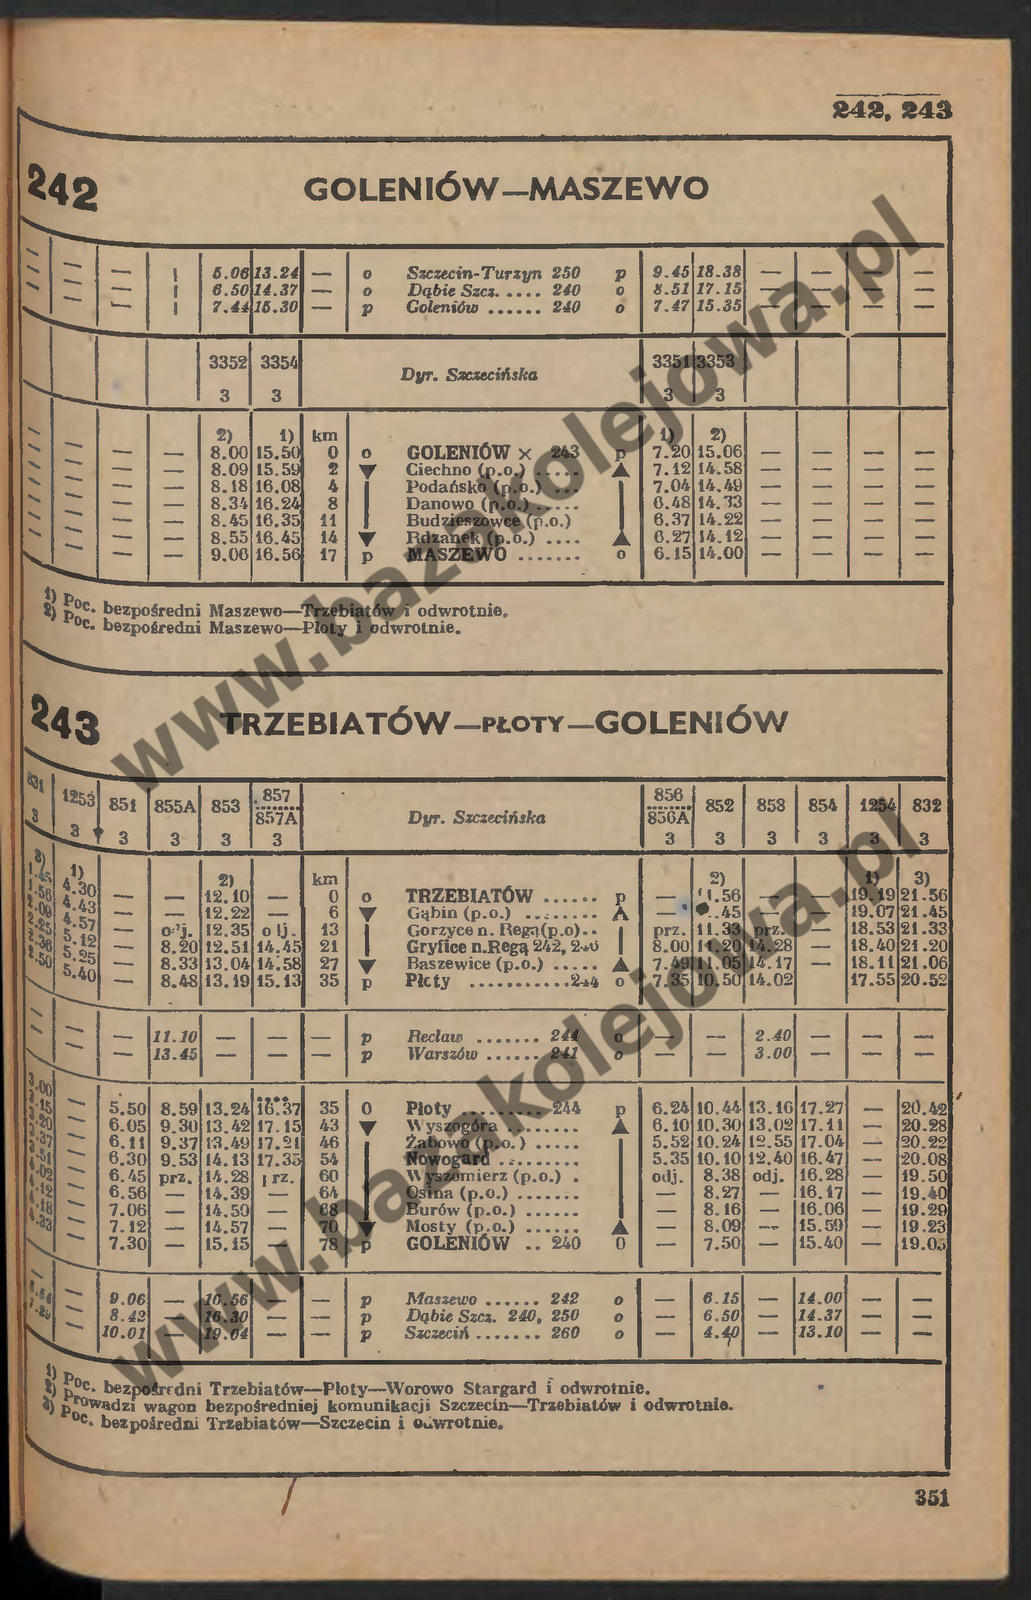 242, 243
242 GOLENIÓW—MASZEWO
— — — 5.06 13.24 — o Szczecin-Turzyn 250 p 9.45 18.38 — — — —
— — — 6.50 14.37 — o Dąbie Szcz. ..... 240 o 8.51 17.15 — — — —
— — — 7.44 15.30 — p Goleniów ...... 240 o 7.47 15.35 — — — —
3352 3354 Dyr. Szczecińska 3351 3353
3 3 3 3
2) 1) km 1) 2)
— — — — 8.00 15.50 0 o GOLENIÓW x 243 p 7.20 15.06 — — — —
— — — — 8.09 15.59 2 Ciechno (p.o.) ..... 7.12 14.58 — — — —
— — — — 8.18 16.08 4 Podańsko (p.o.) ... 7.04 14.49 — — — —
— — — — 8.34 16.24 8 Danowo (p.o.) ...... 6.48 14.33 — — — —
— — — — 8.45 16.35 11 Budzieszowce (p.o.) 6.37 14.22 — — — —
— — — — 8.55 16.45 14 Rdzanek (p.o.) .... 6.27 14.12 — — — —
— — — — 9.06 16.56 17 p MASZEWO ....... o 6.15 14.00 — — — —
1) Poc. bezpośredni Maszewo—Trzebiatów i odwrotnie.
2) Poc. bezpośredni Maszewo—Płoty i odwrotnie.
243 TRZEBIATÓW—PŁOTY—GOLENIÓW
831 1253 851 855A 853 857 857A Dyr. Szczecińska 856 856A 852 858 854 1254 832
3 3 3 3 3 3 3 3 3 3 3 3
3) 1) 2) km 2) 1) 3)
4.30 — — 12.10 — 0 o TRZEBIATÓW ...... p — 11.56 — — 19.19 21.56
4.43 — — 12.22 — 6 Gąbin (p.o.) ........ — .45 — — 19.07 21.45
4.57 — odj. 12.35 odj. 13 Gorzyce n. Regą(p.o).. prz. 11.33 prz. — 18.53 21.33
5.12 — 8.20 12.51 14.45 21 Gryfice n.Regą 242, 8.00 11.20 14.28 — 18.40 21.20
5.25 — 8.33 13.04 14.58 27 Baszewice (p.o.) ..... 7.49 11.05 14.17 — 18.11 21.06
5.40 — 8.48 13.19 15.13 35 p Płoty ............244 o 7.35 10.50 14.02 17.55 20.52
— — — 11.10 — — — p Recław ....... 244 o — — 2.40 — — —
— — — 13.45 — — — p Warszów ...... 241 o — — 3.00 — — —
3.00 — 5.50 8.59 13.24 16.37 35 o Płoty ..........244 p 6.24 10.44 13.16 17.27 — 20.42
— 6.05 9.30 13.42 17.15 43 Wyszogóra ........ 6.10 10.30 13.02 17.11 — 20.28
— 6.11 9.37 13.49 17.21 46 Żabowo (p.o.) ..... 5.52 10.24 12.55 17.04 — 20.22
— 6.30 9.53 14.13 17.35 54 Nowogard ......... 5.35 10.10 12.40 16.47 — 20.08
— 6.45 prz. 14.28 prz. 60 Wyszomierz (p.o.) . odj. 8.38 odj. 16.28 — 19.50
— 6.56 — 14.39 — 64 Osina (p.o.) ....... — 8.27 — 16.17 — 19.40
— 7.06 — 14.50 — 68 Burów (p.o.) ...... — 8.16 — 16.06 — 19.29
— 7.12 — 14.57 — 70 Mosty (p.o.) ...... — 8.09 — 15.59 — 19.23
— 7.30 — 15.15 — 78 p GOLENIÓW .. 240 o — 7.50 — 15.40 — 19.05
— — 9.06 — 16.56 — — p Maszewo ...... 242 o — 6.15 — 14.00 — —
— 8.42 — 16.30 — — p Dąbie Szcz. 240, 250 o — 6.50 — 14.37 — —
— 10.01 — 19.04 — — p Szczecin ....... 260 o — 4.40 — 13.10 — —
1) Poc. bezpośredni Trzebiatów—Płoty—Worowo Stargard i odwrotnie.
2) Prowadzi wagon bezpośredniej komunikacji Szczecin—Trzebiatów i odwrotnie.
3) Poc. bezpośredni Trzebiatów—Szczecin i odwrotnie.
351
www.bazakolejowa.pl
www.bazakolejowa.pl